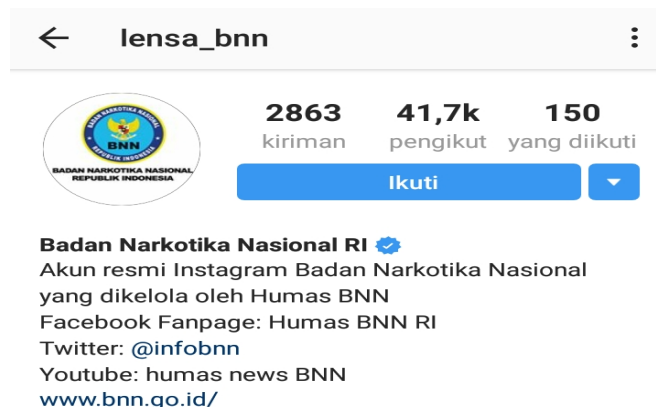 lensa_bnn
BADAN NARKOTIKA NASIONAL
REPUBLIK INDONESIA
BNN
BADAN NARKOTIKA NASIONAL
REPUBLIK INDONESIA
2863 41,7k 150
kiriman pengikut yang diikuti
Ikuti
Badan Narkotika Nasional RI
Akun resmi Instagram Badan Narkotika Nasional
yang dikelola oleh Humas BNN
Facebook Fanpage: Humas BNN RI
Twitter: @infobnn
Youtube: humas news BNN
www.bnn.go.id/